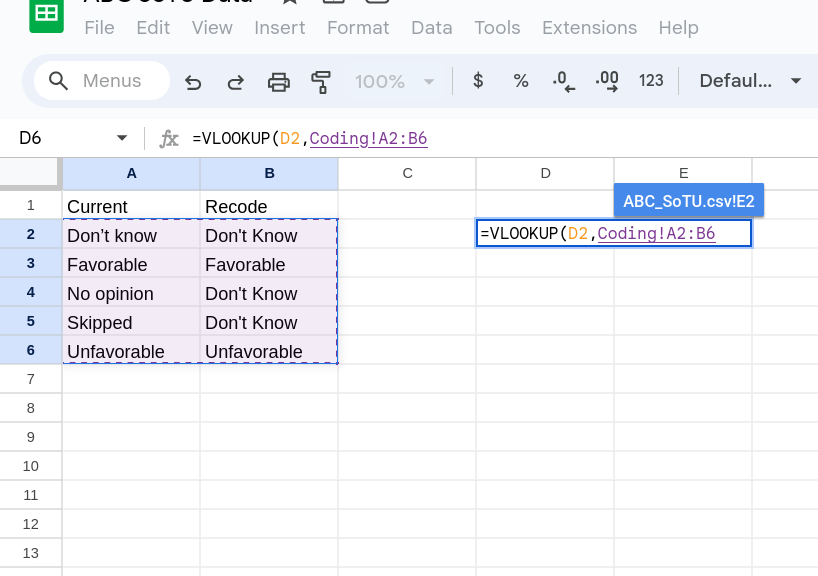 File Edit View Insert Format Data Tools Extensions Help
Menus 100% $ % .0 .00 123 Defaul...
D6 fx =VLOOKUP(D2,Coding!A2:B6
A B C D E
1 Current Recode
ABC_SoTU.csv!E2
2 Don’t know Don't Know =VLOOKUP(D2,Coding!A2:B6
3 Favorable Favorable
4 No opinion Don't Know
5 Skipped Don't Know
6 Unfavorable Unfavorable
7
8
9
10
11
12
13